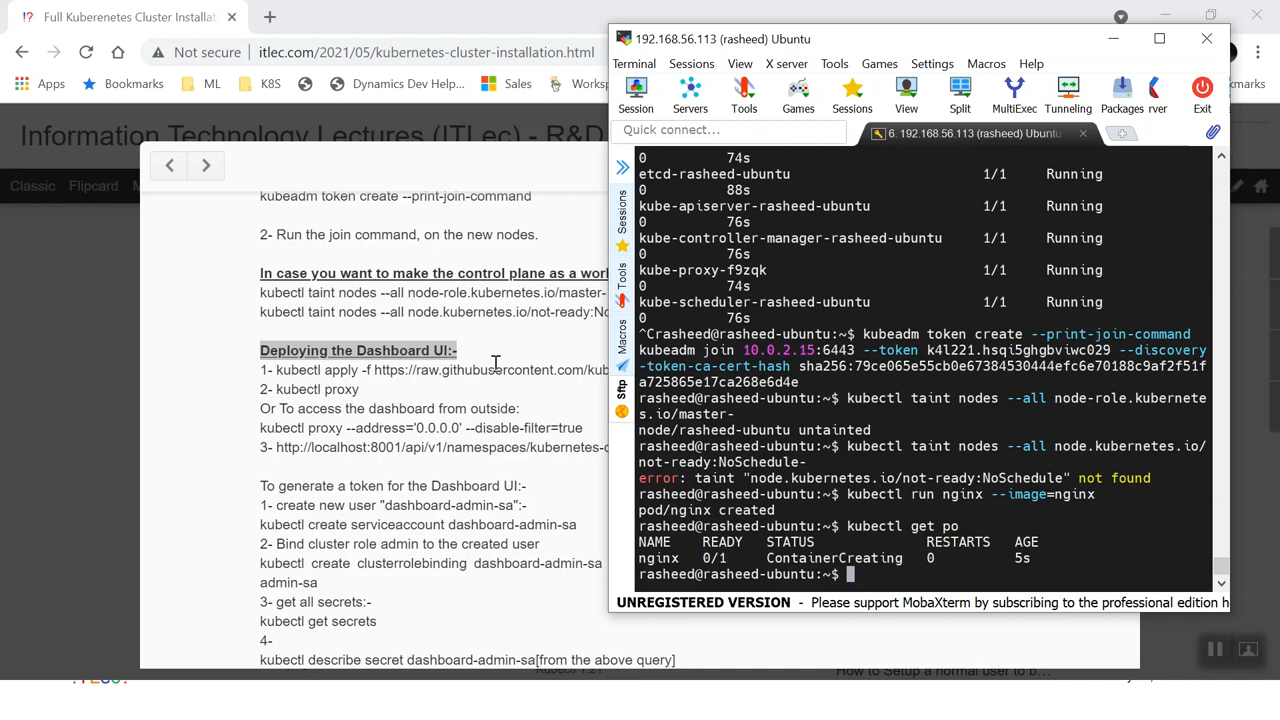 !? Full Kuberenetes Cluster Installat
Not secure | itlec.com/2021/05/kubernetes-cluster-installation.html
Apps Bookmarks ML K8S Dynamics Dev Help... Sales
Information Technology Lectures (ITLec) - R&D
Classic Flipcard
kubeadm token create --print-join-command
2- Run the join command, on the new nodes.
In case you want to make the control plane as a
kubectl taint nodes --all node-role.kubernetes.io/master-
kubectl taint nodes --all node.kubernetes.io/not-ready:
Deploying the Dashboard UI:-
1- kubectl apply -f https://raw.githubusercontent.com/
2- kubectl proxy
Or To access the dashboard from outside:
kubectl proxy --address='0.0.0.0' --disable-filter=true
3- http://localhost:8001/api/v1/namespaces/
To generate a token for the Dashboard UI:-
1- create new user "dashboard-admin-sa":-
kubectl create serviceaccount dashboard-admin-sa
2- Bind cluster role admin to the created user
kubectl create clusterrolebinding dashboard-admin-sa
admin-sa
3- get all secrets:-
kubectl get secrets
4-
kubectl describe secret dashboard-admin-sa[from the above query]
192.168.56.113 (rasheed) Ubuntu
Terminal Sessions View X server Tools Games Settings Macros Help
Session Servers Tools Games Sessions View Split MultiExec Tunneling Packages rver Exit
Quick connect...
6. 192.168.56.113 (rasheed) Ubuntu
Sessions
Tools
Macros
Sftp
0 74s
etcd-rasheed-ubuntu 1/1 Running
0 88s
kube-apiserver-rasheed-ubuntu 1/1 Running
0 76s
kube-controller-manager-rasheed-ubuntu 1/1 Running
0 76s
kube-proxy-f9zqk 1/1 Running
0 74s
kube-scheduler-rasheed-ubuntu 1/1 Running
0 76s
^Crasheed@rasheed-ubuntu:~$ kubeadm token create --print-join-command
kubeadm join 10.0.2.15:6443 --token k4l221.hsqi5ghgbviwc029 --discovery
-token-ca-cert-hash sha256:79ce065e55cb0e67384530444efc6e70188c9af2f51f
a725865e17ca268e6d4e
rasheed@rasheed-ubuntu:~$ kubectl taint nodes --all node-role.kubernete
s.io/master-
node/rasheed-ubuntu untainted
rasheed@rasheed-ubuntu:~$ kubectl taint nodes --all node.kubernetes.io/
not-ready:NoSchedule-
error: taint "node.kubernetes.io/not-ready:NoSchedule" not found
rasheed@rasheed-ubuntu:~$ kubectl run nginx --image=nginx
pod/nginx created
rasheed@rasheed-ubuntu:~$ kubectl get po
NAME READY STATUS RESTARTS AGE
nginx 0/1 ContainerCreating 0 5s
rasheed@rasheed-ubuntu:~$
UNREGISTERED VERSION - Please support MobaXterm by subscribing to the professional edition